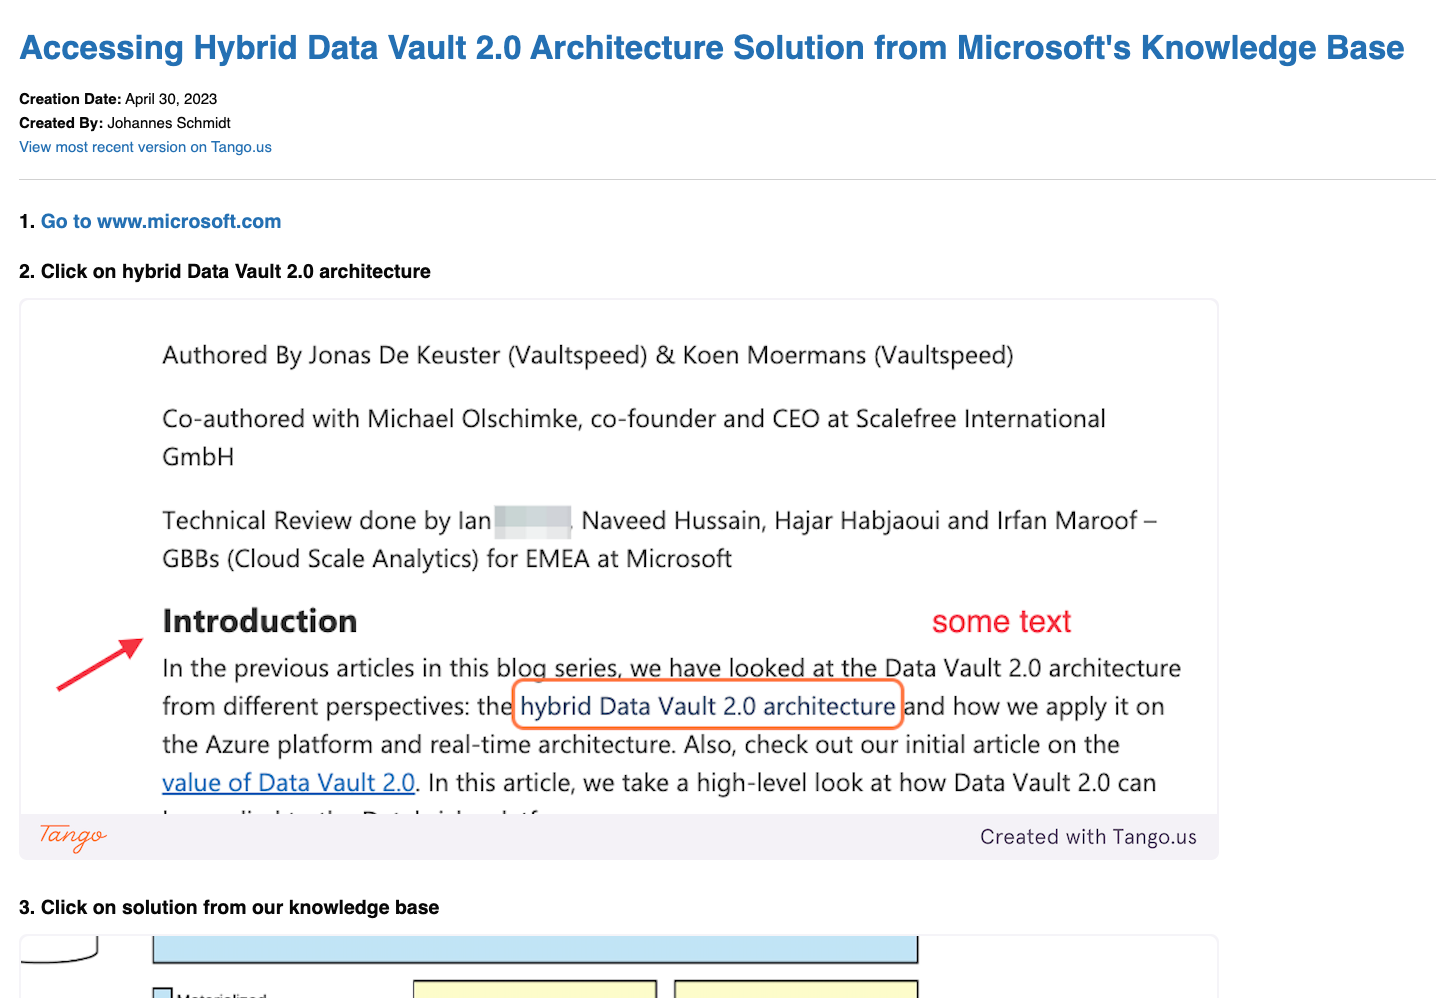 Accessing Hybrid Data Vault 2.0 Architecture Solution from Microsoft's Knowledge Base
Creation Date: April 30, 2023
Created By: Johannes Schmidt
View most recent version on Tango.us
1. Go to www.microsoft.com
2. Click on hybrid Data Vault 2.0 architecture
Authored By Jonas De Keuster (Vaultspeed) & Koen Moermans (Vaultspeed)
Co-authored with Michael Olschimke, co-founder and CEO at Scalefree International
GmbH
Technical Review done by Ian , Naveed Hussain, Hajar Habjaoui and Irfan Maroof –
GBBs (Cloud Scale Analytics) for EMEA at Microsoft
Introduction
some text
In the previous articles in this blog series, we have looked at the Data Vault 2.0 architecture
from different perspectives: the hybrid Data Vault 2.0 architecture and how we apply it on
the Azure platform and real-time architecture. Also, check out our initial article on the
value of Data Vault 2.0. In this article, we take a high-level look at how Data Vault 2.0 can
Tango
Created with Tango.us
3. Click on solution from our knowledge base